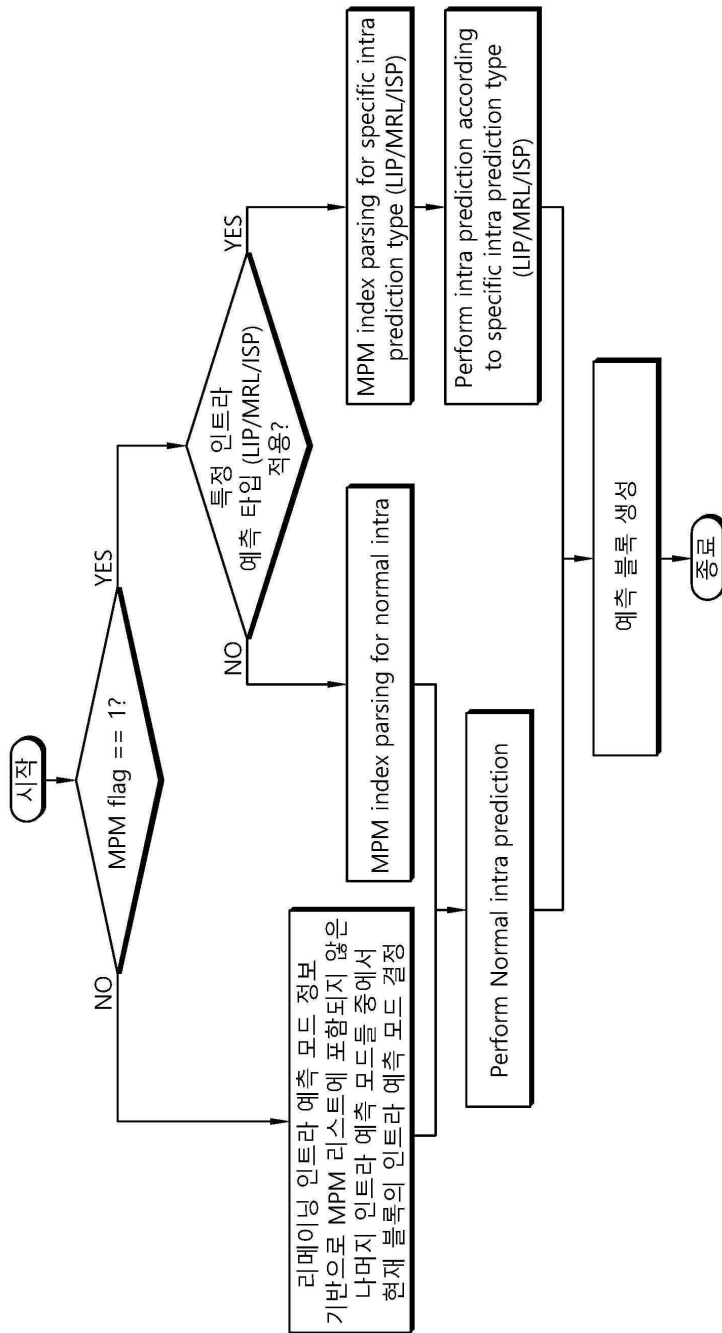 시작
MPM flag == 1?
NO
YES
리메이닝 인트라 예측 모드 정보
기반으로 MPM 리스트에 포함되지 않은
나머지 인트라 예측 모드들 중에서
현재 블록의 인트라 예측 모드 결정
특정 인트라
예측 타입 (LIP/MRL/ISP)
적용?
NO
YES
MPM index parsing for normal intra
MPM index parsing for specific intra
prediction type (LIP/MRL/ISP)
Perform Normal intra prediction
Perform intra prediction according
to specific intra prediction type
(LIP/MRL/ISP)
예측 블록 생성
종료